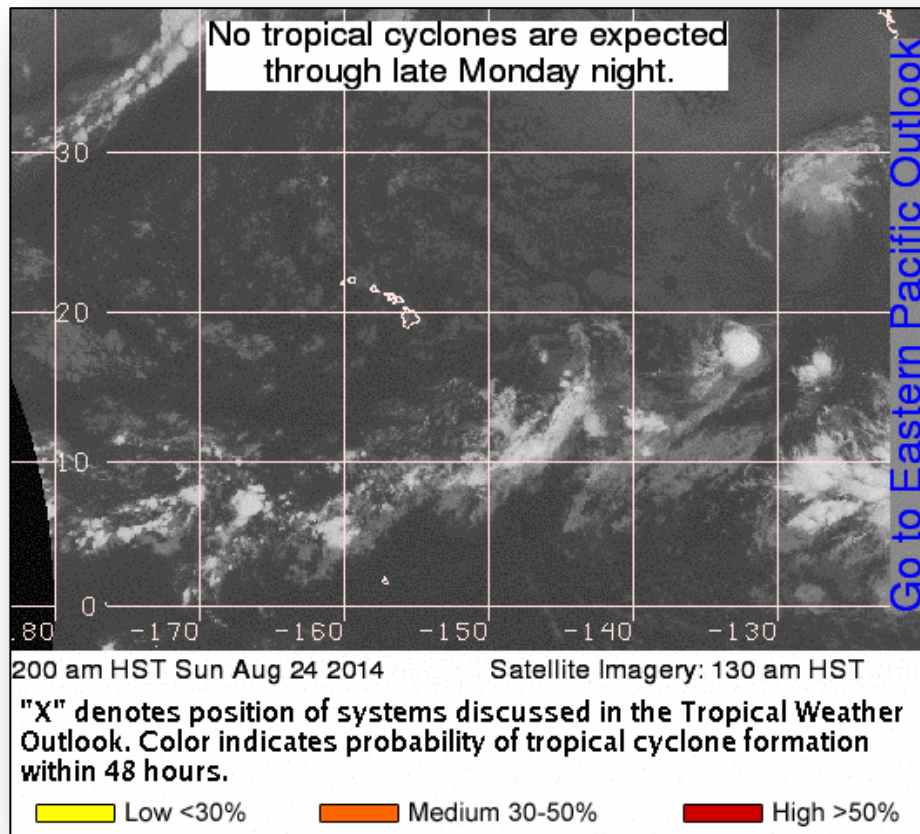 No tropical cyclones are expected
through late Monday night.
Go to Eastern Pacific Outlook
30
20
10
0
.80 -170 -160 -150 -140 -130
200 am HST Sun Aug 24 2014 Satellite Imagery: 130 am HST
"X" denotes position of systems discussed in the Tropical Weather
Outlook. Color indicates probability of tropical cyclone formation
within 48 hours.
Low <30% Medium 30-50% High >50%